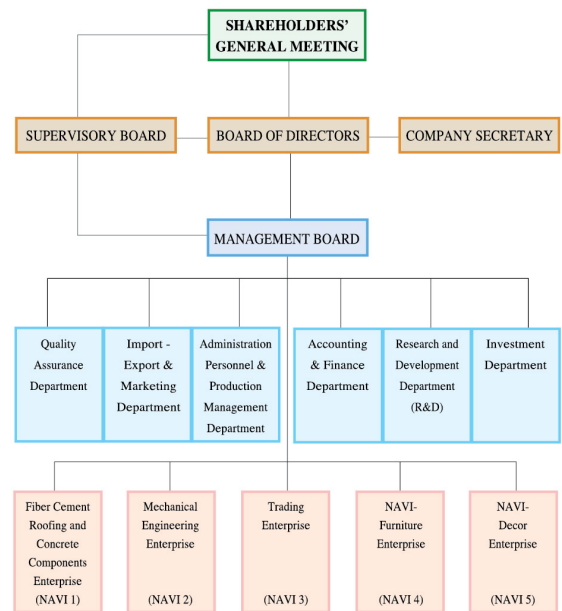 SHAREHOLDERS'
GENERAL MEETING
SUPERVISORY BOARD
BOARD OF DIRECTORS
COMPANY SECRETARY
MANAGEMENT BOARD
Quality
Assurance
Department
Import -
Export &
Marketing
Department
Administration
Personnel &
Production
Management
Department
Accounting
& Finance
Department
Research and
Development
Department
(R&D)
Investment
Department
Fiber Cement
Roofing and
Concrete
Components
Enterprise
(NAVI 1)
Mechanical
Engineering
Enterprise
(NAVI 2)
Trading
Enterprise
(NAVI 3)
NAVI-
Furniture
Enterprise
(NAVI 4)
NAVI-
Decor
Enterprise
(NAVI 5)